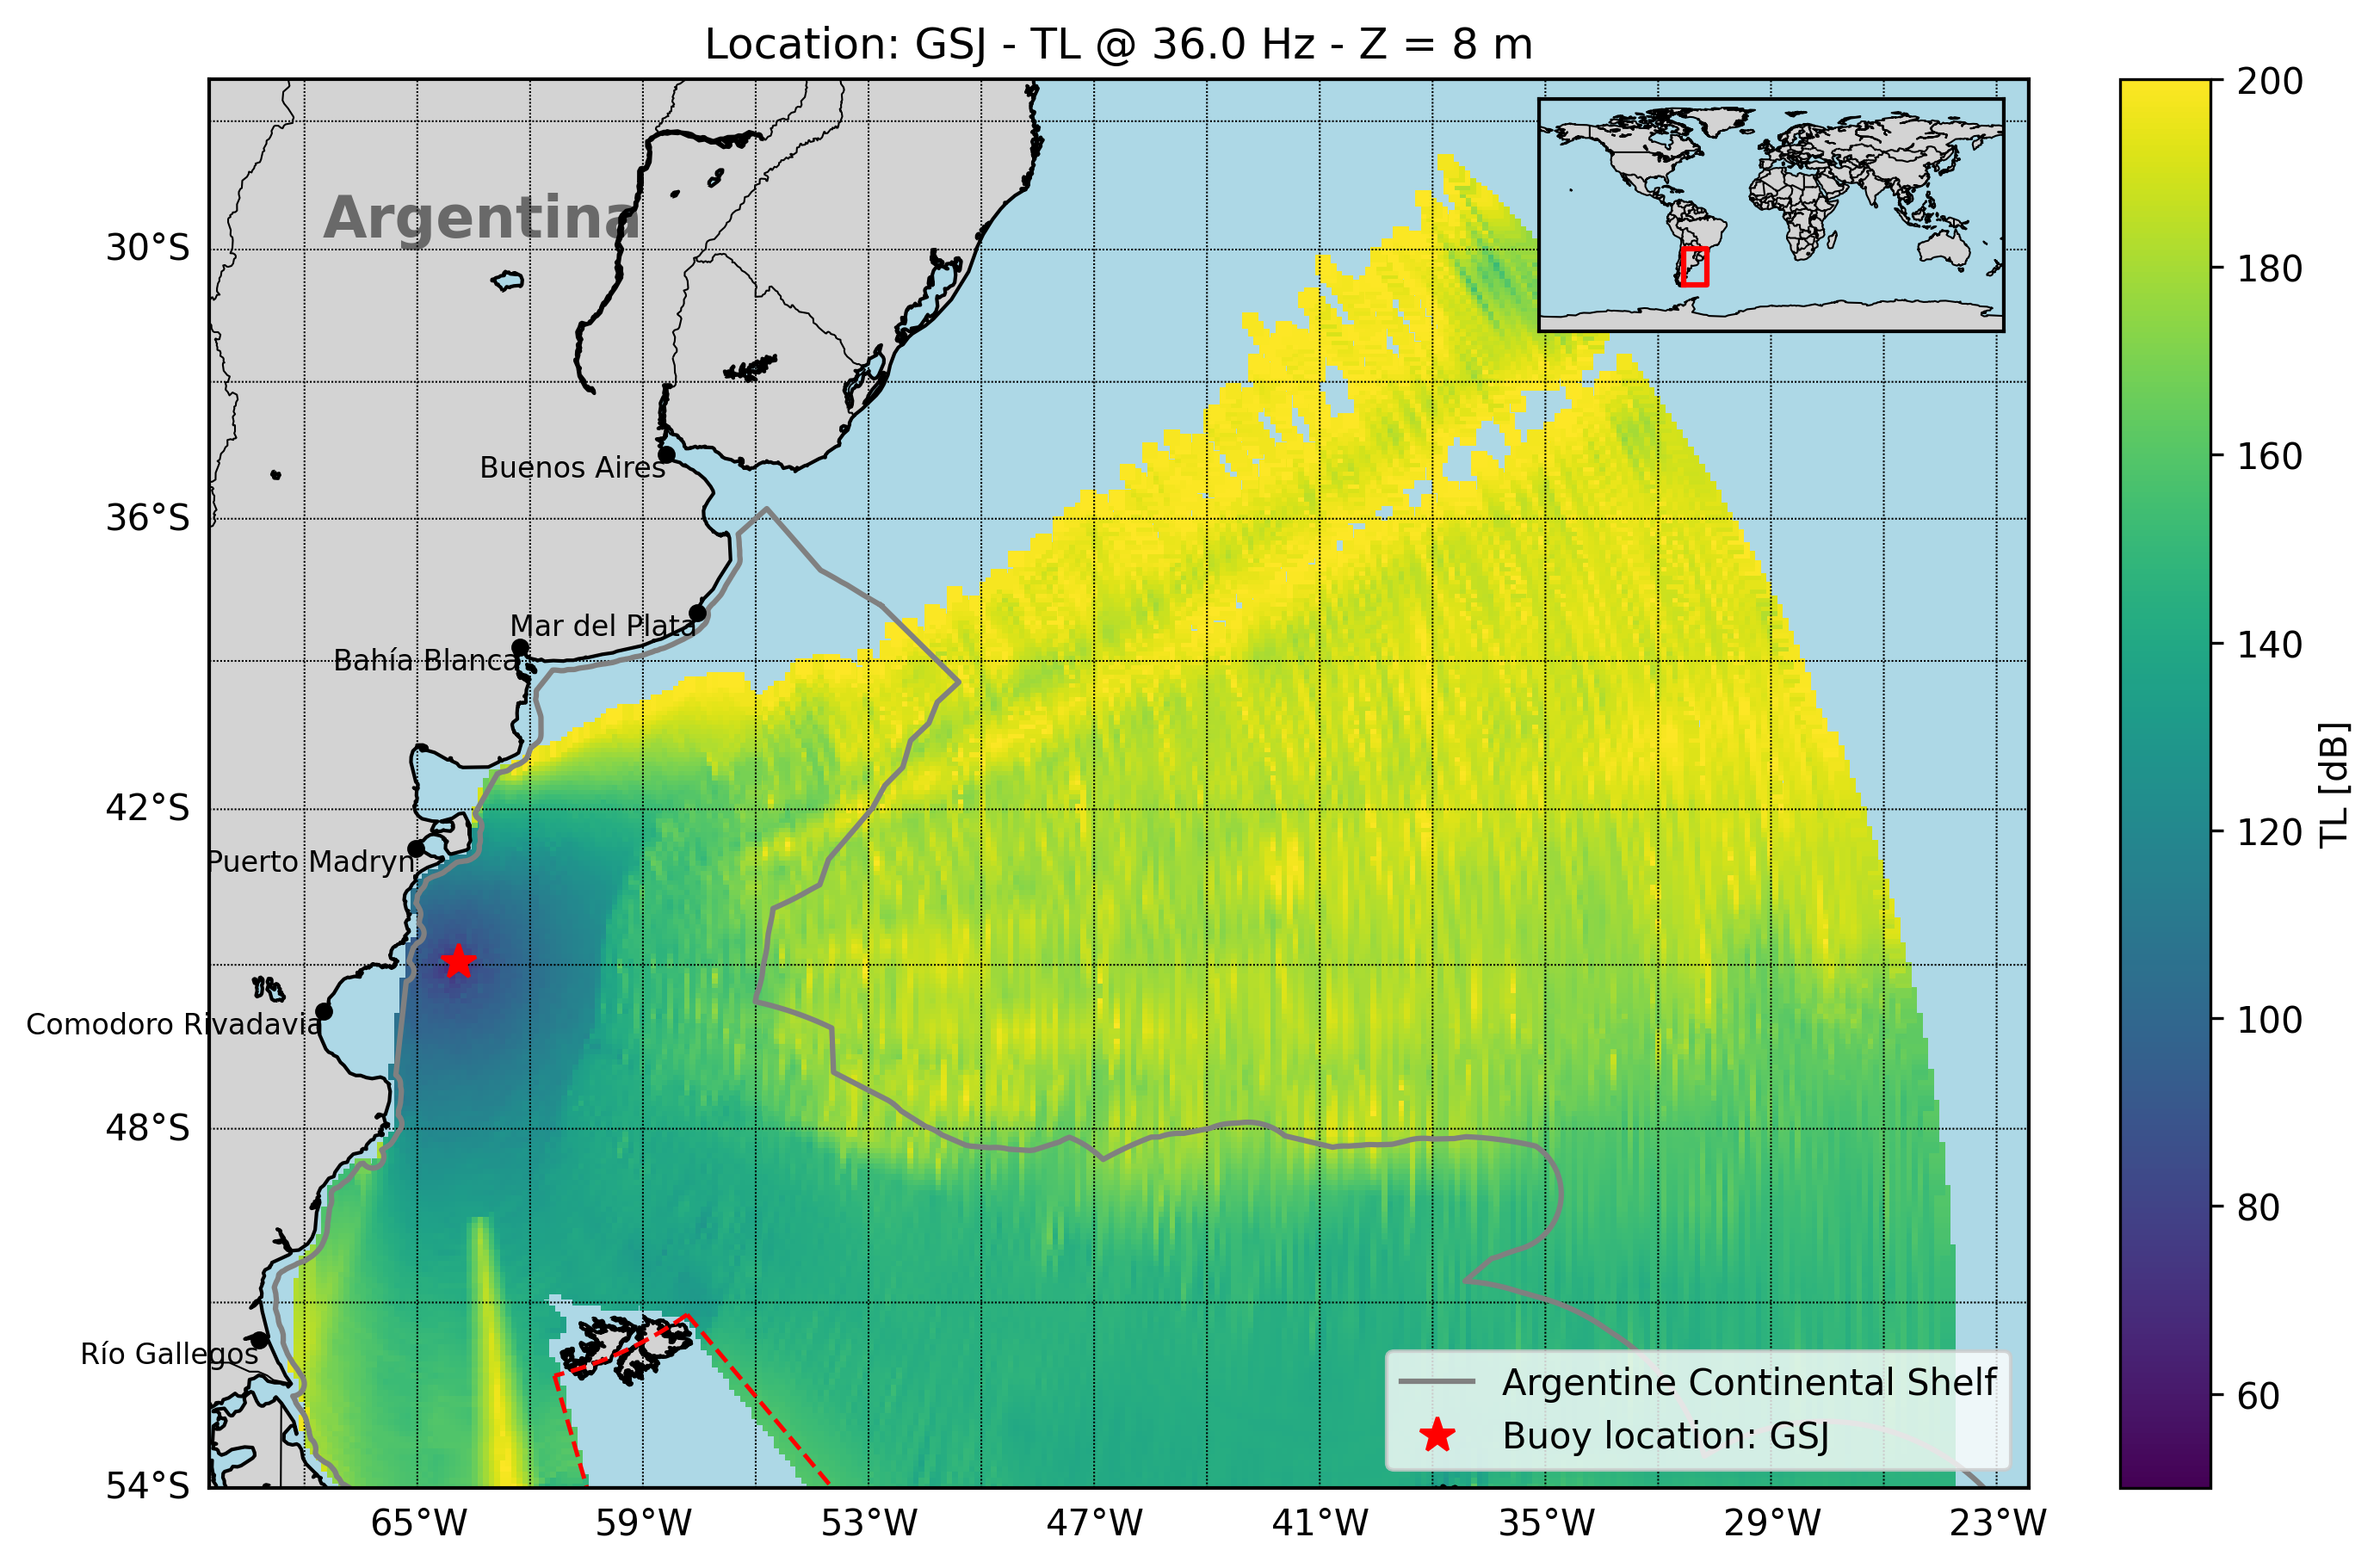 Location: GSJ - TL @ 36.0 Hz - Z = 8 m
Argentina
30°S
36°S
42°S
48°S
54°S
Buenos Aires
Mar del Plata
Bahía Blanca
Puerto Madryn
Comodoro Rivadavia
Río Gallegos
Argentine Continental Shelf
Buoy location: GSJ
65°W
59°W
53°W
47°W
41°W
35°W
29°W
23°W
200
180
160
140
120
100
80
60
TL [dB]